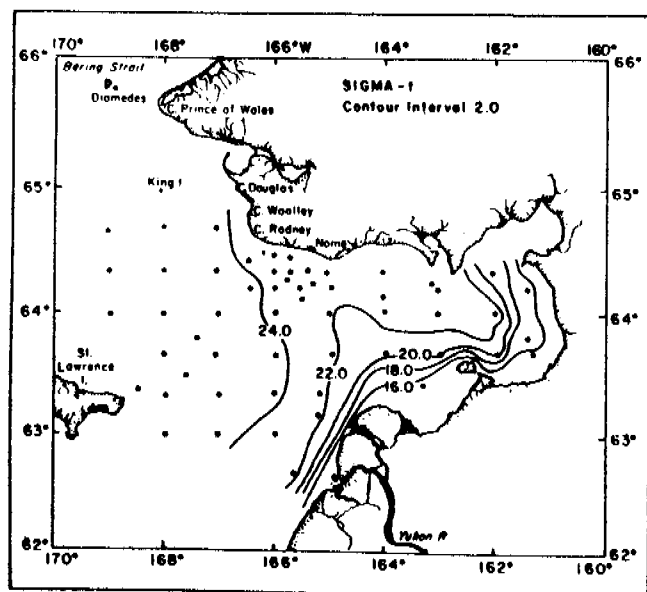 170° 168° 166°W 164° 162° 160°
66° 66°
Bering Strait
Diomedes
C. Prince of Wales
SIGMA-t
Contour Interval 2.0
65° 65°
King I
C. Douglas
C. Woolley
C. Rodney
Nome
64° 64°
24.0
22.0
20.0
18.0
16.0
St.
Lawrence
I.
63° 63°
62° 62°
Yukon R
170° 168° 166° 164° 162° 160°